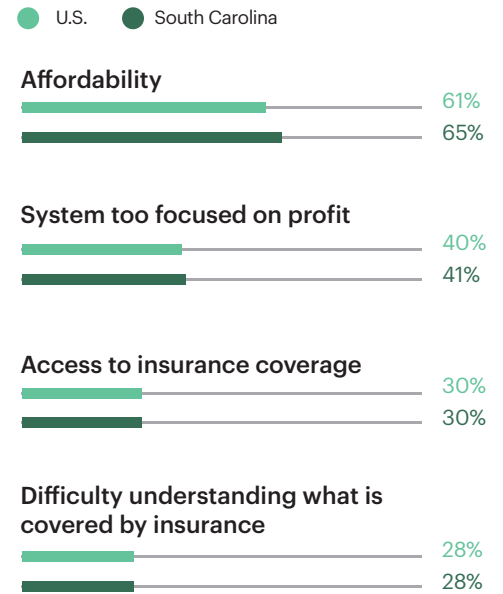 U.S. South Carolina
Affordability
61%
65%
System too focused on profit
40%
41%
Access to insurance coverage
30%
30%
Difficulty understanding what is
covered by insurance
28%
28%